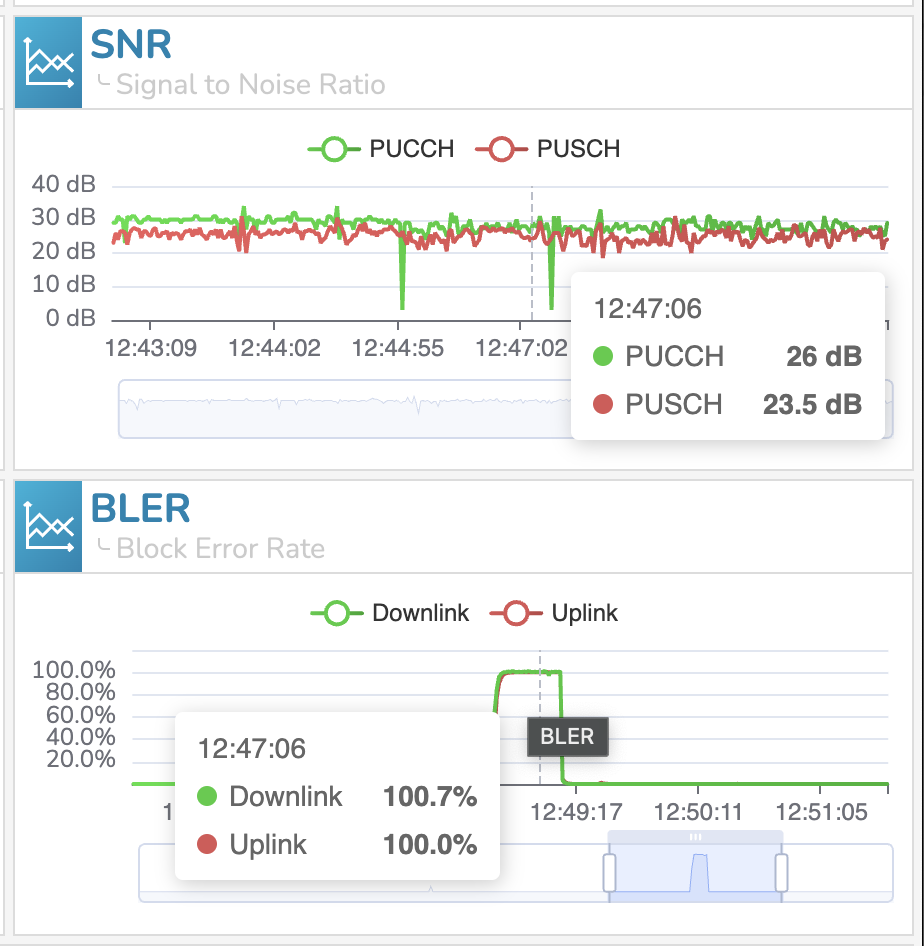 SNR
Signal to Noise Ratio
PUCCH PUSCH
40 dB
30 dB
20 dB
10 dB
0 dB
12:43:09 12:44:02 12:44:55 12:47:02
12:47:06
PUCCH 26 dB
PUSCH 23.5 dB
BLER
Block Error Rate
Downlink Uplink
100.0%
80.0%
60.0%
40.0%
20.0%
BLER
12:47:06
Downlink 100.7%
Uplink 100.0%
12:49:17 12:50:11 12:51:05